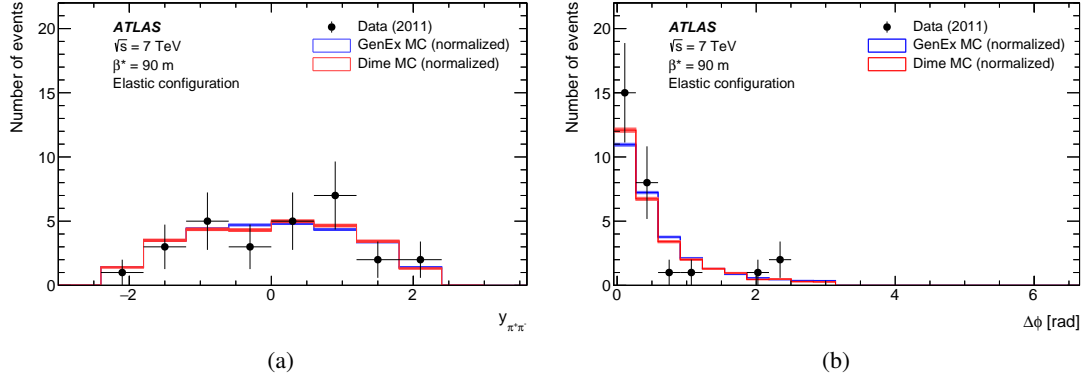 Number of events
ATLAS
√s = 7 TeV
β* = 90 m
Elastic configuration
Data (2011)
GenEx MC (normalized)
Dime MC (normalized)
20
15
10
5
0
−2
0
2
y π⁺π⁻
(a)
Number of events
ATLAS
√s = 7 TeV
β* = 90 m
Elastic configuration
Data (2011)
GenEx MC (normalized)
Dime MC (normalized)
20
15
10
5
0
0
2
4
6
Δϕ [rad]
(b)